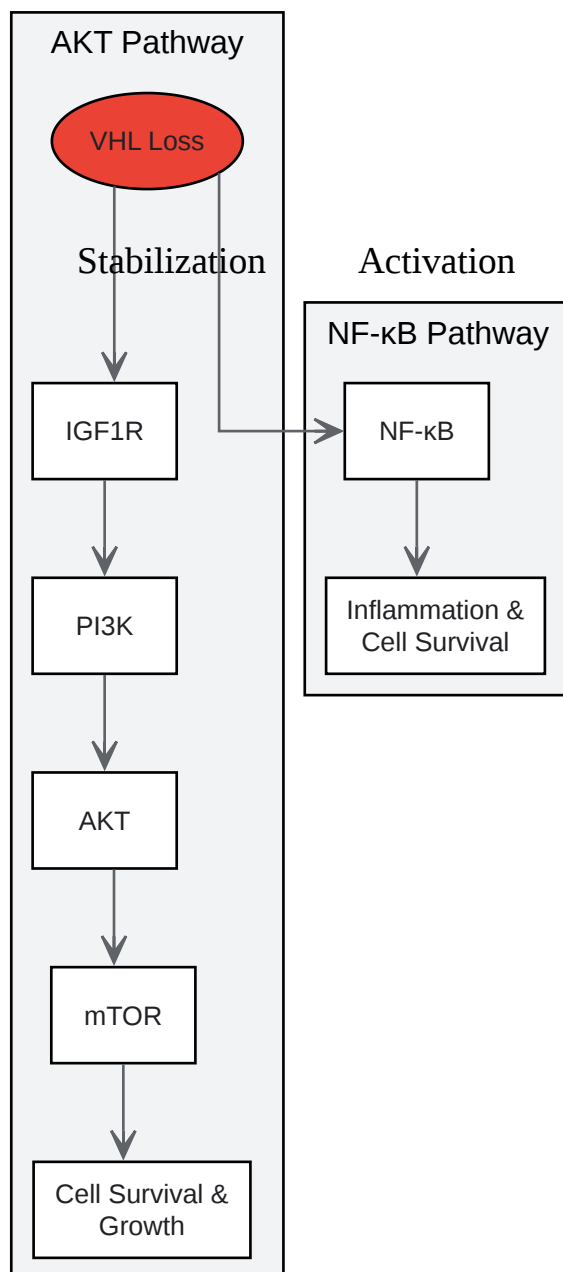 AKT Pathway
VHL Loss
Stabilization
Activation
NF-κB Pathway
IGF1R
NF-κB
PI3K
Inflammation &
Cell Survival
AKT
mTOR
Cell Survival &
Growth